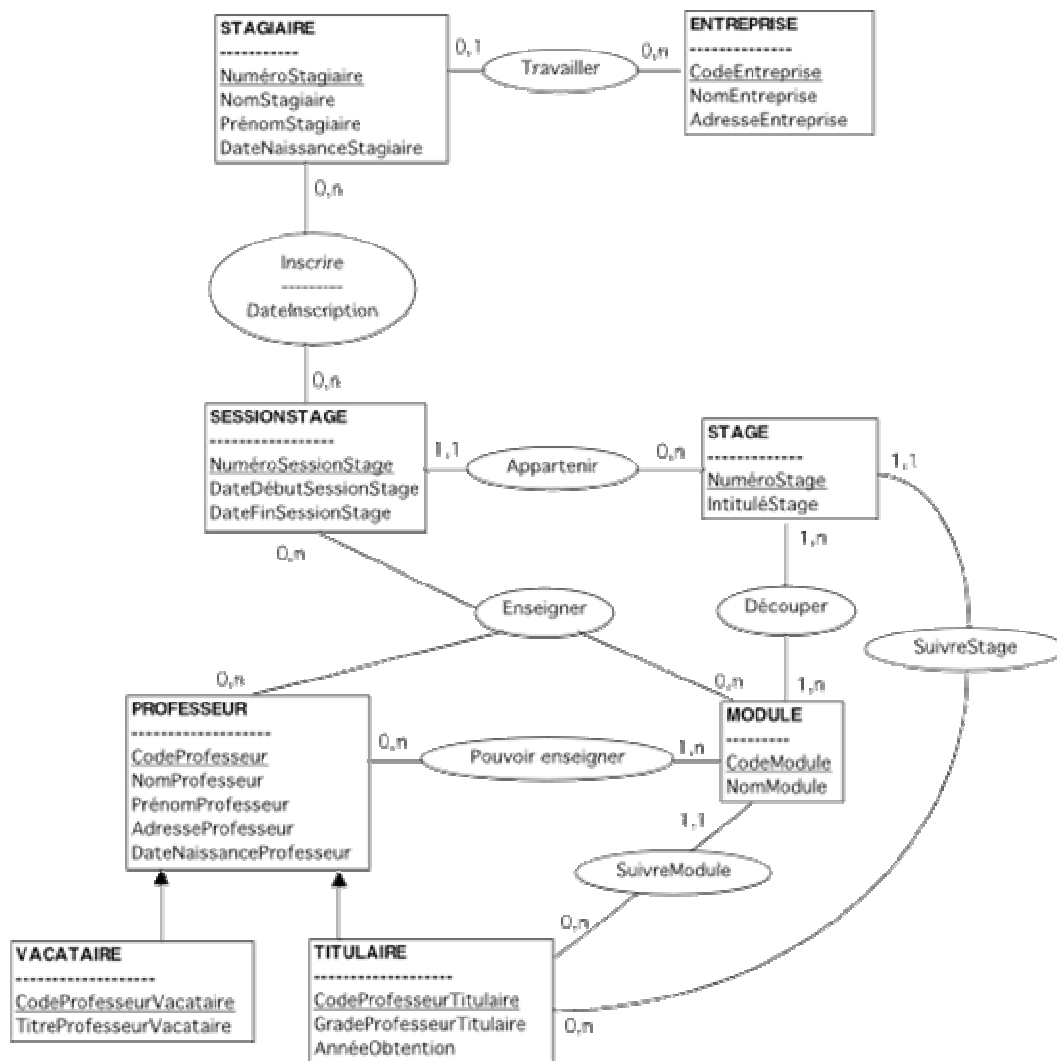 STAGIAIRE
-----------
NuméroStagiaire
NomStagiaire
PrénomStagiaire
DateNaissanceStagiaire
0,1
Travailler
0,n
ENTREPRISE
--------------
CodeEntreprise
NomEntreprise
AdresseEntreprise
0,n
Inscrire
---------
DateInscription
0,n
SESSIONSTAGE
-----------------
NuméroSessionStage
DateDébutSessionStage
DateFinSessionStage
1,1
Appartenir
0,n
STAGE
-------------
NuméroStage
IntituléStage
1,1
0,n
1,n
Enseigner
Découper
SuivreStage
0,n
0,n
1,n
PROFESSEUR
-------------------
CodeProfesseur
NomProfesseur
PrénomProfesseur
AdresseProfesseur
DateNaissanceProfesseur
0,n
Pouvoir enseigner
1,n
MODULE
---------
CodeModule
NomModule
1,1
SuivreModule
0,n
VACATAIRE
-------------------
CodeProfesseurVacataire
TitreProfesseurVacataire
TITULAIRE
-------------------
CodeProfesseurTitulaire
GradeProfesseurTitulaire
AnnéeObtention
0,n